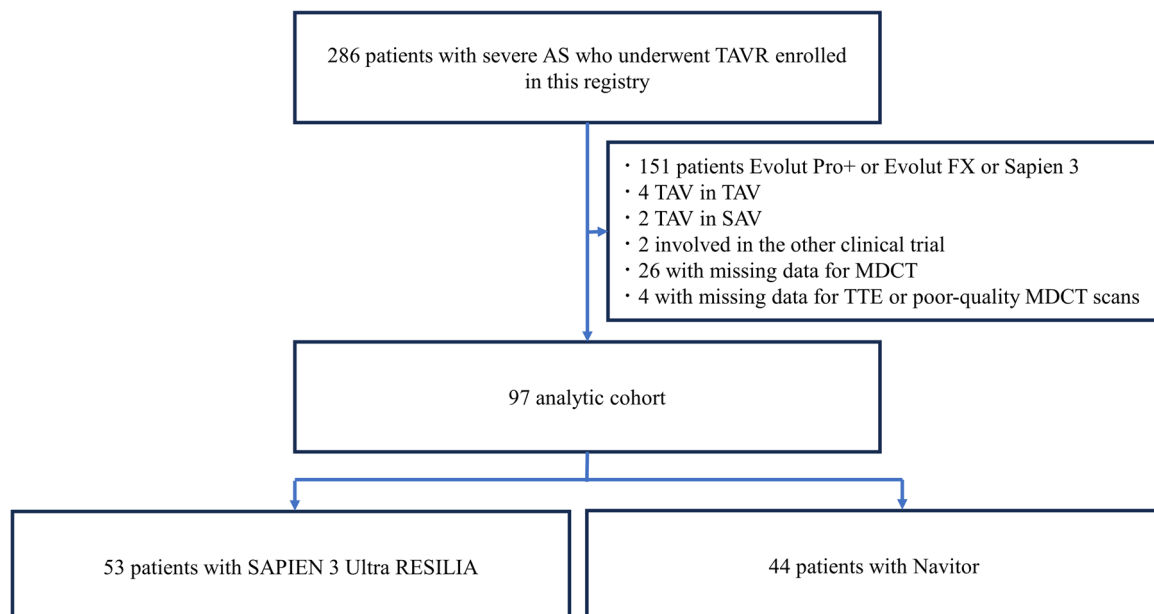 286 patients with severe AS who underwent TAVR enrolled
in this registry
・151 patients Evolut Pro+ or Evolut FX or Sapien 3
・4 TAV in TAV
・2 TAV in SAV
・2 involved in the other clinical trial
・26 with missing data for MDCT
・4 with missing data for TTE or poor-quality MDCT scans
97 analytic cohort
53 patients with SAPIEN 3 Ultra RESILIA
44 patients with Navitor